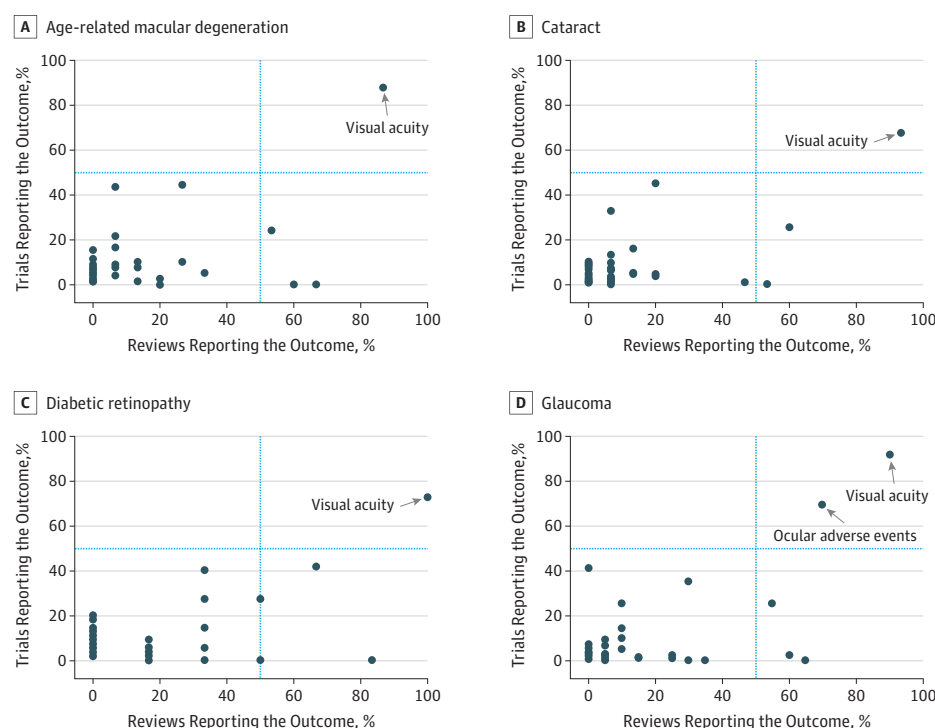 A Age-related macular degeneration
Trials Reporting the Outcome,%
100
80
60
40
20
0
Visual acuity
0 20 40 60 80 100
Reviews Reporting the Outcome, %
B Cataract
Trials Reporting the Outcome,%
100
80
60
40
20
0
Visual acuity
0 20 40 60 80 100
Reviews Reporting the Outcome, %
C Diabetic retinopathy
Trials Reporting the Outcome,%
100
80
60
40
20
0
Visual acuity
0 20 40 60 80 100
Reviews Reporting the Outcome, %
D Glaucoma
Trials Reporting the Outcome,%
100
80
60
40
20
0
Visual acuity
Ocular adverse events
0 20 40 60 80 100
Reviews Reporting the Outcome, %